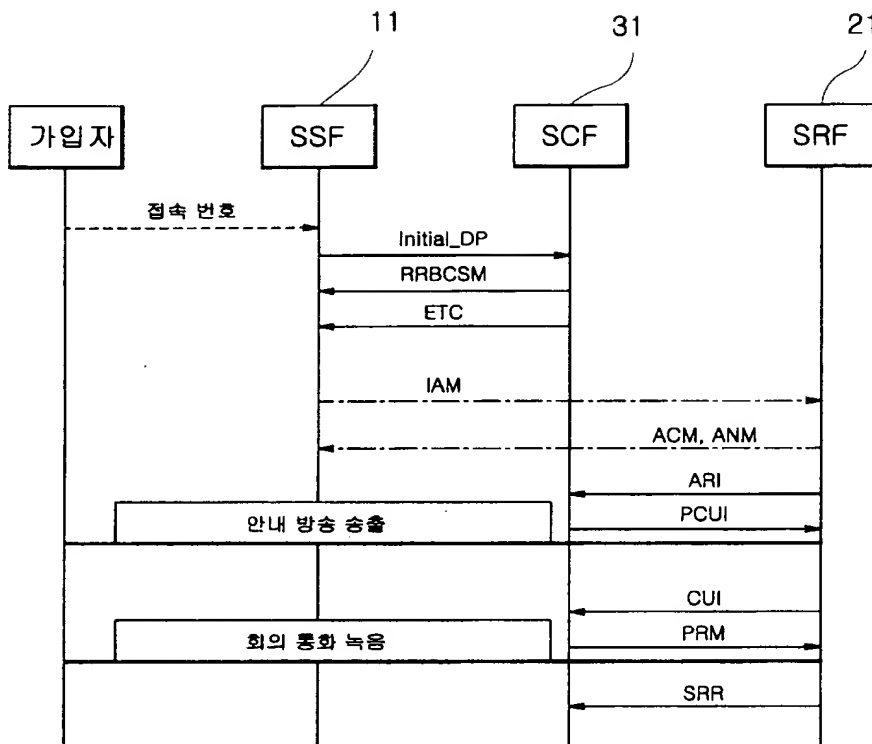 11
31
21
가입자
SSF
SCF
SRF
접속 번호
Initial_DP
RRBCSM
ETC
IAM
ACM, ANM
ARI
안내 방송 송출
PCUI
CUI
회의 통화 녹음
PRM
SRR